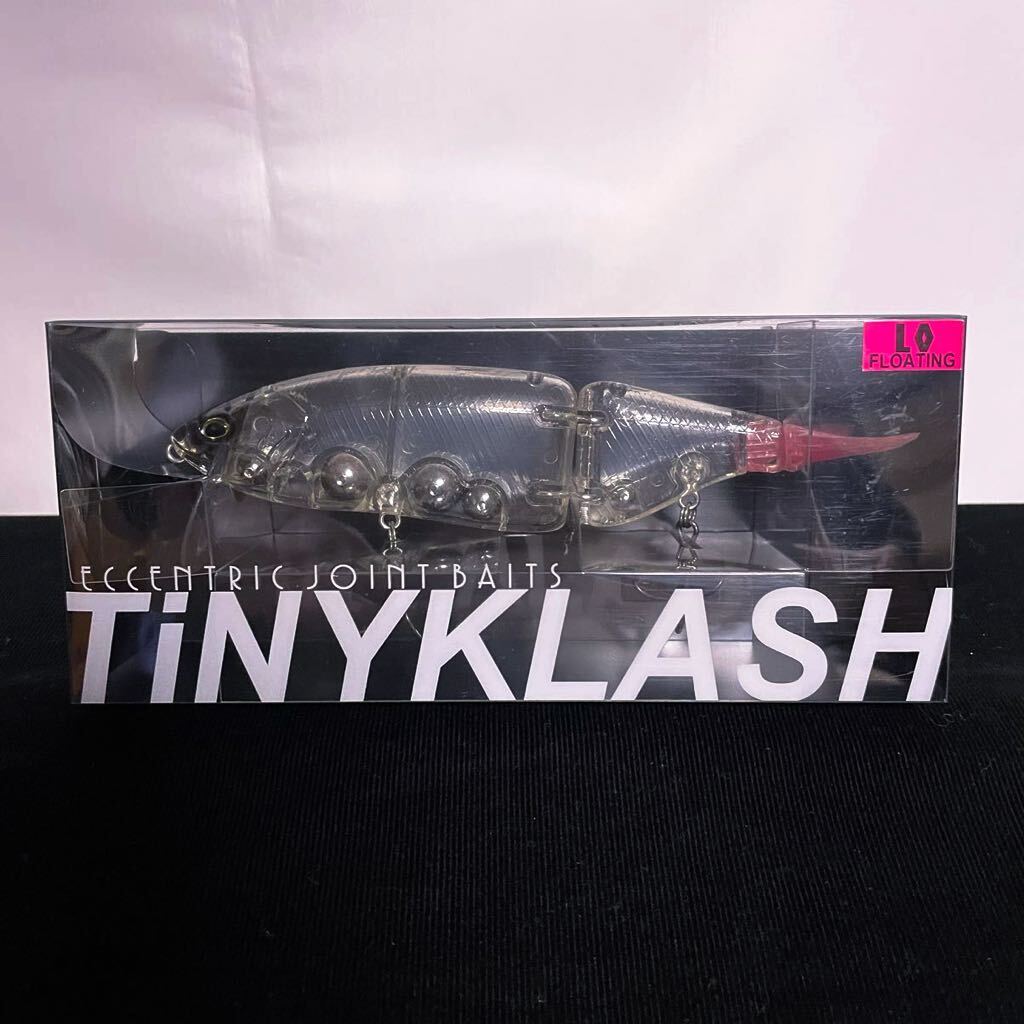 LO
FLOATING
ECCENTRIC JOINT BAITS
TiNYKLASH